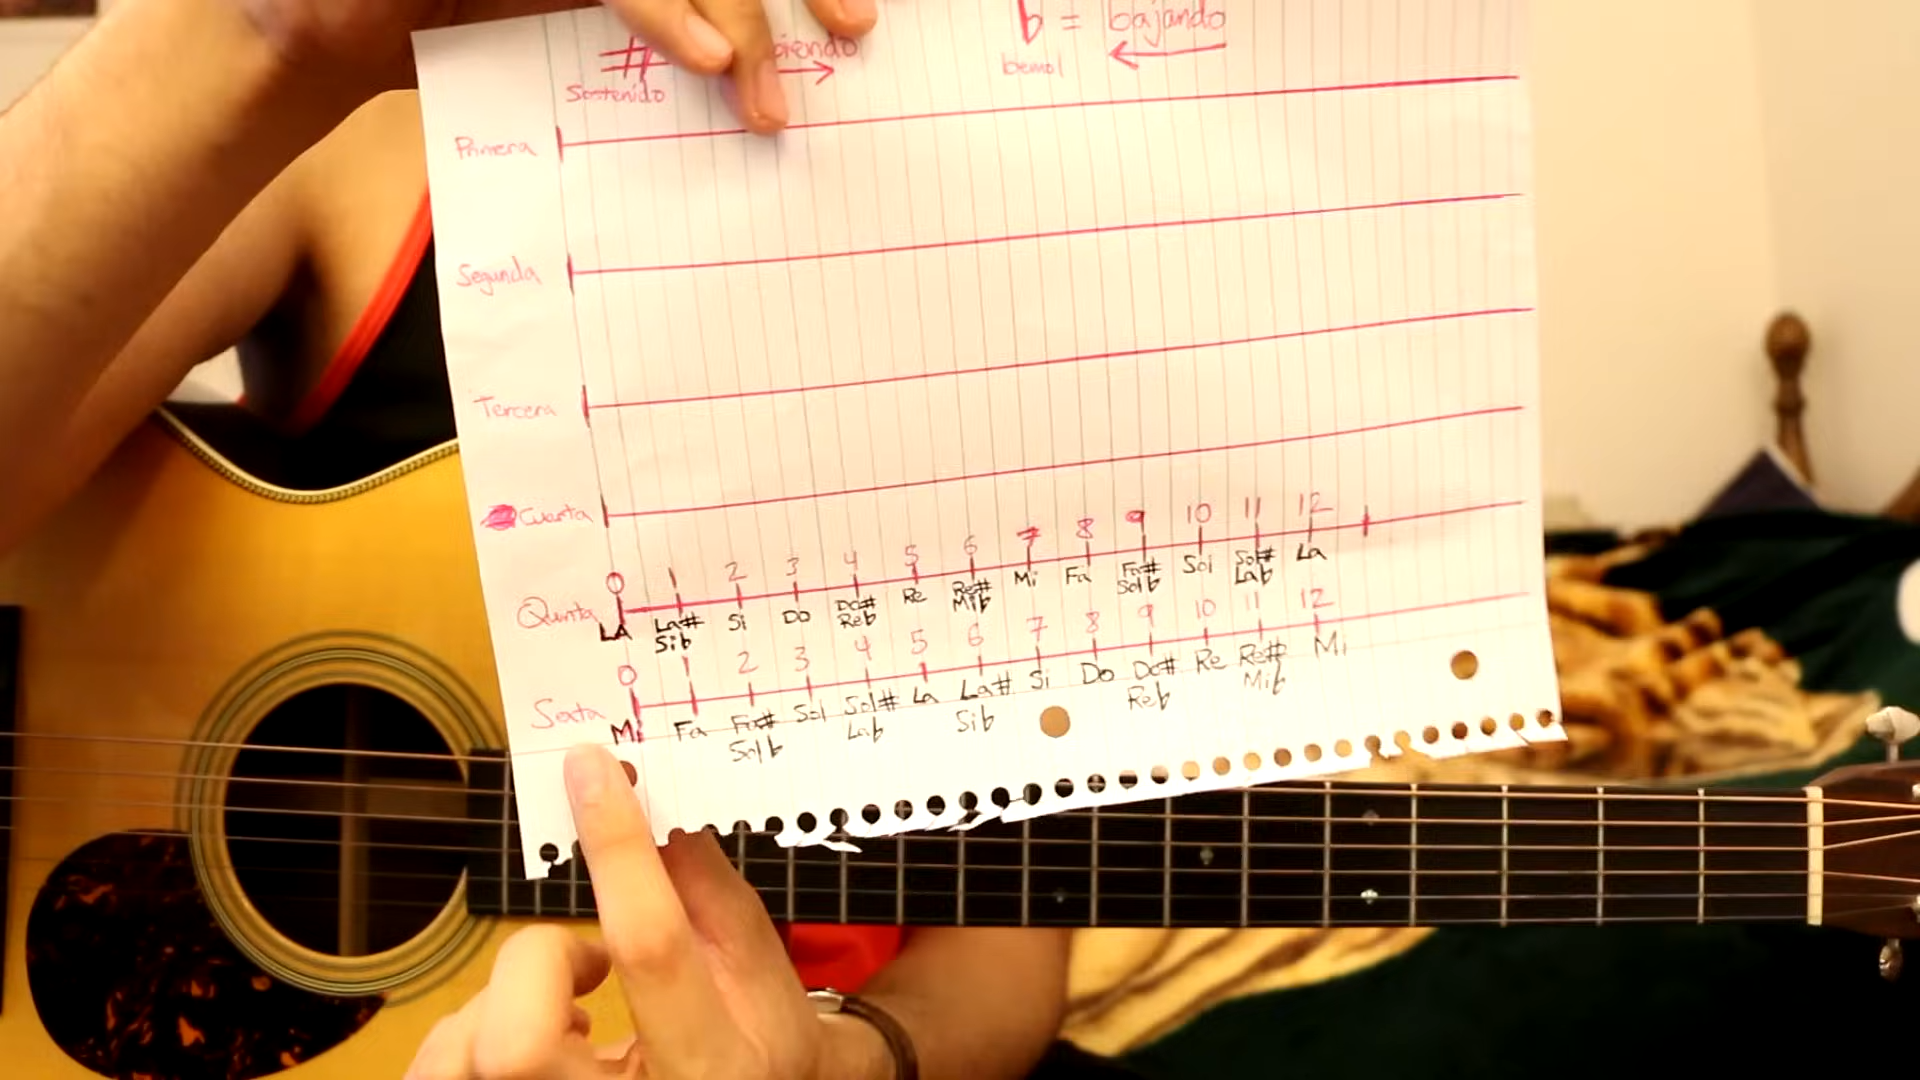 # b = bajando
Sostenido bemol
Primera
Segunda
Tercera
Cuarta
0 1 2 3 4 5 6 7 8 9 10 11 12
Quinta LA La# Si Do Do# Re Re# Mi Fa Fa# Sol Sol# La
Sib Reb Mib Solb Lab
0 1 2 3 4 5 6 7 8 9 10 11 12
Sexta Mi Fa Fa# Sol Sol# La La# Si Do Do# Re Re# Mi
Solb Lab Sib Reb Mib